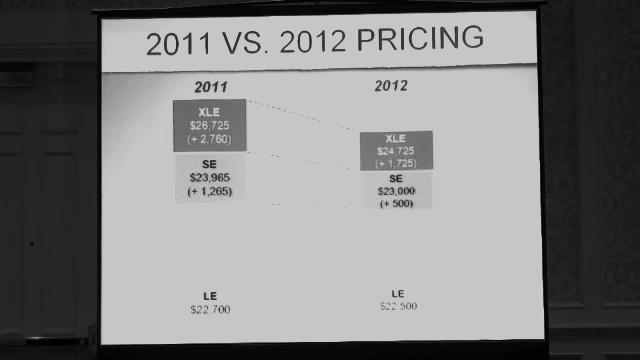 2011 VS. 2012 PRICING
2011
XLE
$26,725
(+ 2,760)
SE
$23,965
(+ 1,265)
LE
$22,700
2012
XLE
$24,725
(+ 1,725)
SE
$23,000
(+ 500)
LE
$22,500